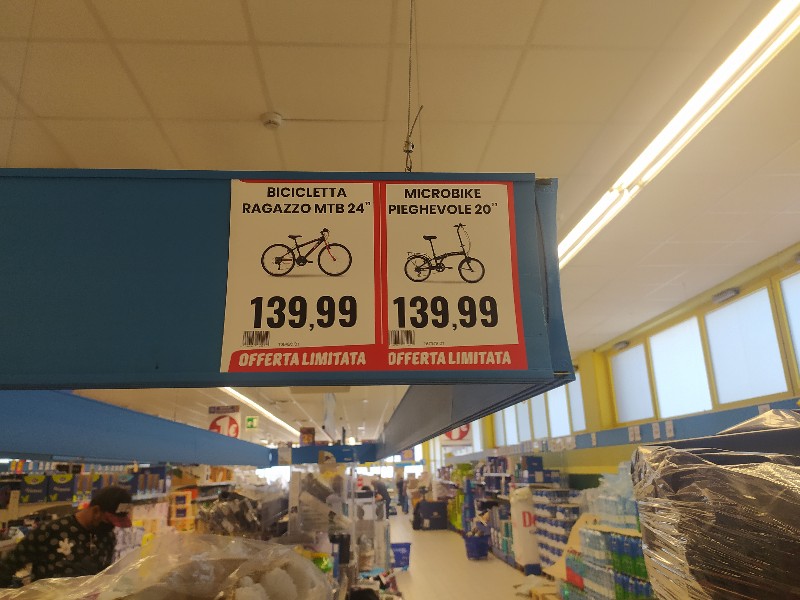 BICICLETTA
RAGAZZO MTB 24"
139,99
OFFERTA LIMITATA
MICROBIKE
PIEGHEVOLE 20"
139,99
OFFERTA LIMITATA